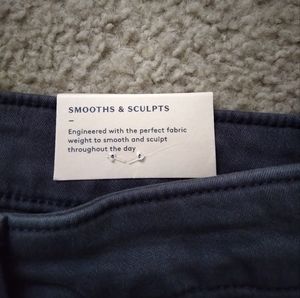 SMOOTHS & SCULPTS
–
Engineered with the perfect fabric
weight to smooth and sculpt
throughout the day